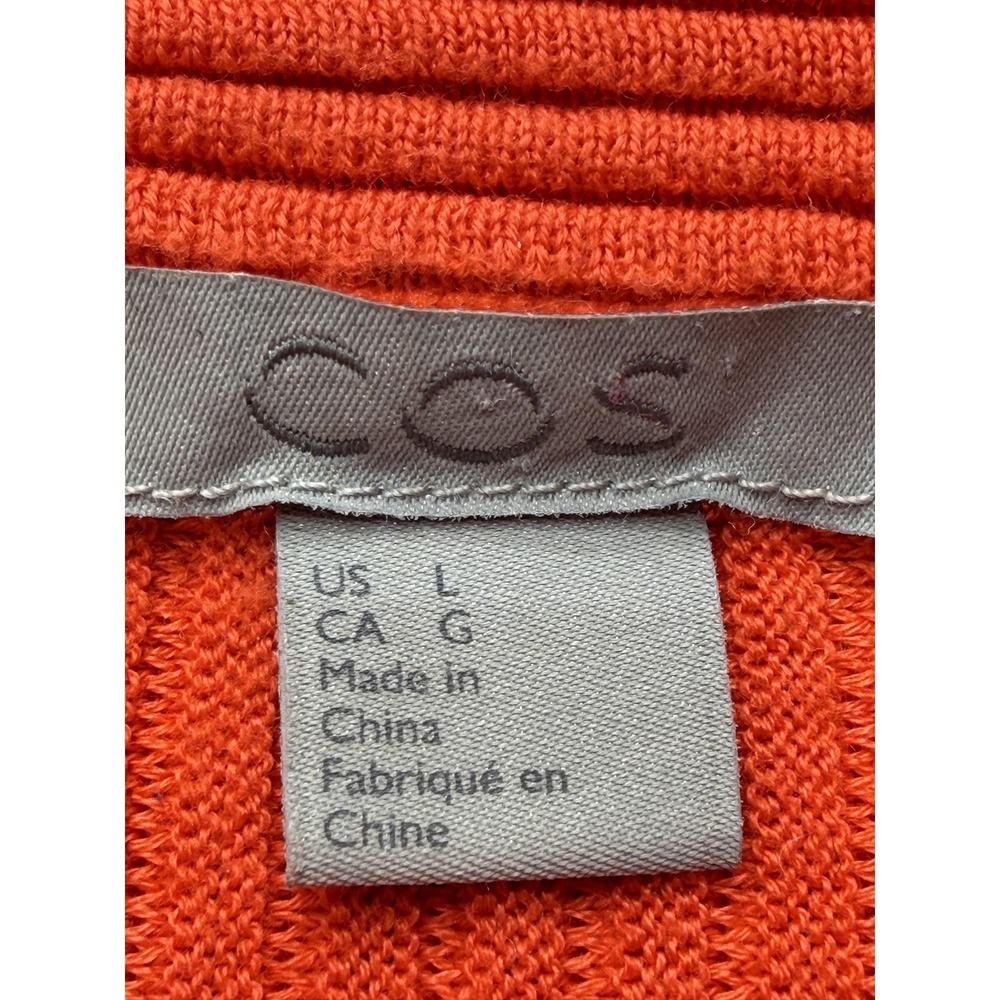 COS
US L
CA G
Made in
China
Fabriqué en
Chine